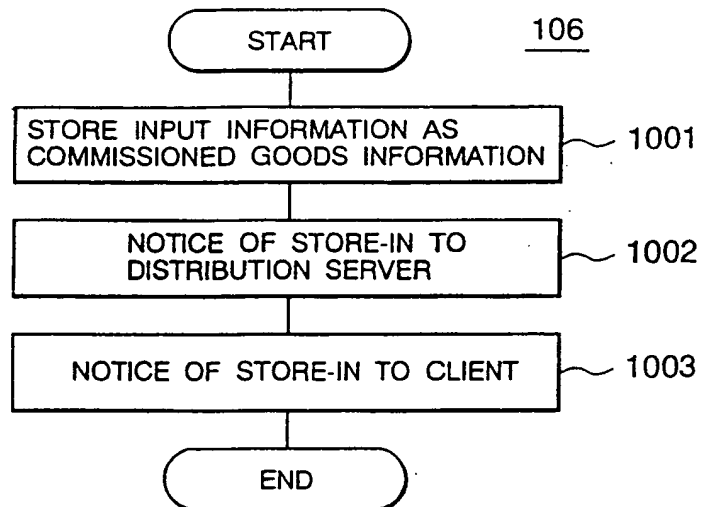 START
106
STORE INPUT INFORMATION AS
COMMISSIONED GOODS INFORMATION
1001
NOTICE OF STORE-IN TO
DISTRIBUTION SERVER
1002
NOTICE OF STORE-IN TO CLIENT
1003
END